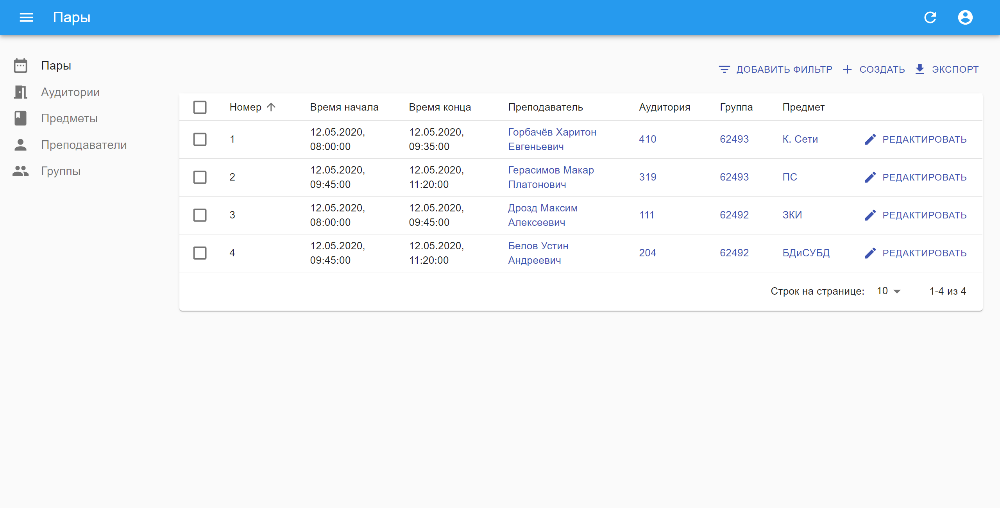 Пары
Пары
Аудитории
Предметы
Преподаватели
Группы
ДОБАВИТЬ ФИЛЬТР СОЗДАТЬ ЭКСПОРТ
Номер Время начала Время конца Преподаватель Аудитория Группа Предмет
1 12.05.2020, 08:00:00 12.05.2020, 09:35:00 Горбачёв Харитон Евгеньевич 410 62493 К. Сети РЕДАКТИРОВАТЬ
2 12.05.2020, 09:45:00 12.05.2020, 11:20:00 Герасимов Макар Платонович 319 62493 ПС РЕДАКТИРОВАТЬ
3 12.05.2020, 08:00:00 12.05.2020, 09:45:00 Дрозд Максим Алексеевич 111 62492 ЗКИ РЕДАКТИРОВАТЬ
4 12.05.2020, 09:45:00 12.05.2020, 11:20:00 Белов Устин Андреевич 204 62492 БДиСУБД РЕДАКТИРОВАТЬ
Строк на странице: 10 1-4 из 4